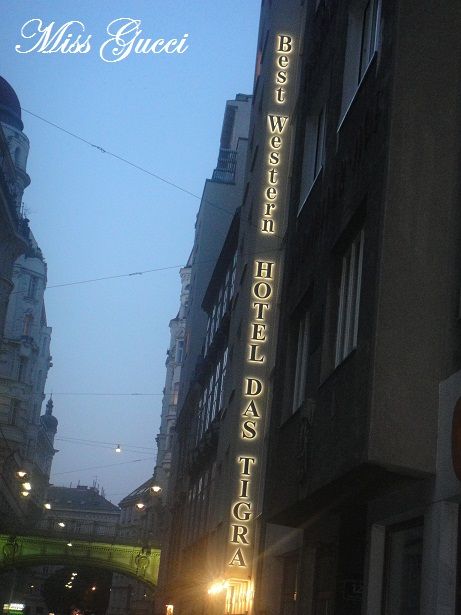 Miss Gucci
Best Western HOTEL DAS TIGRA